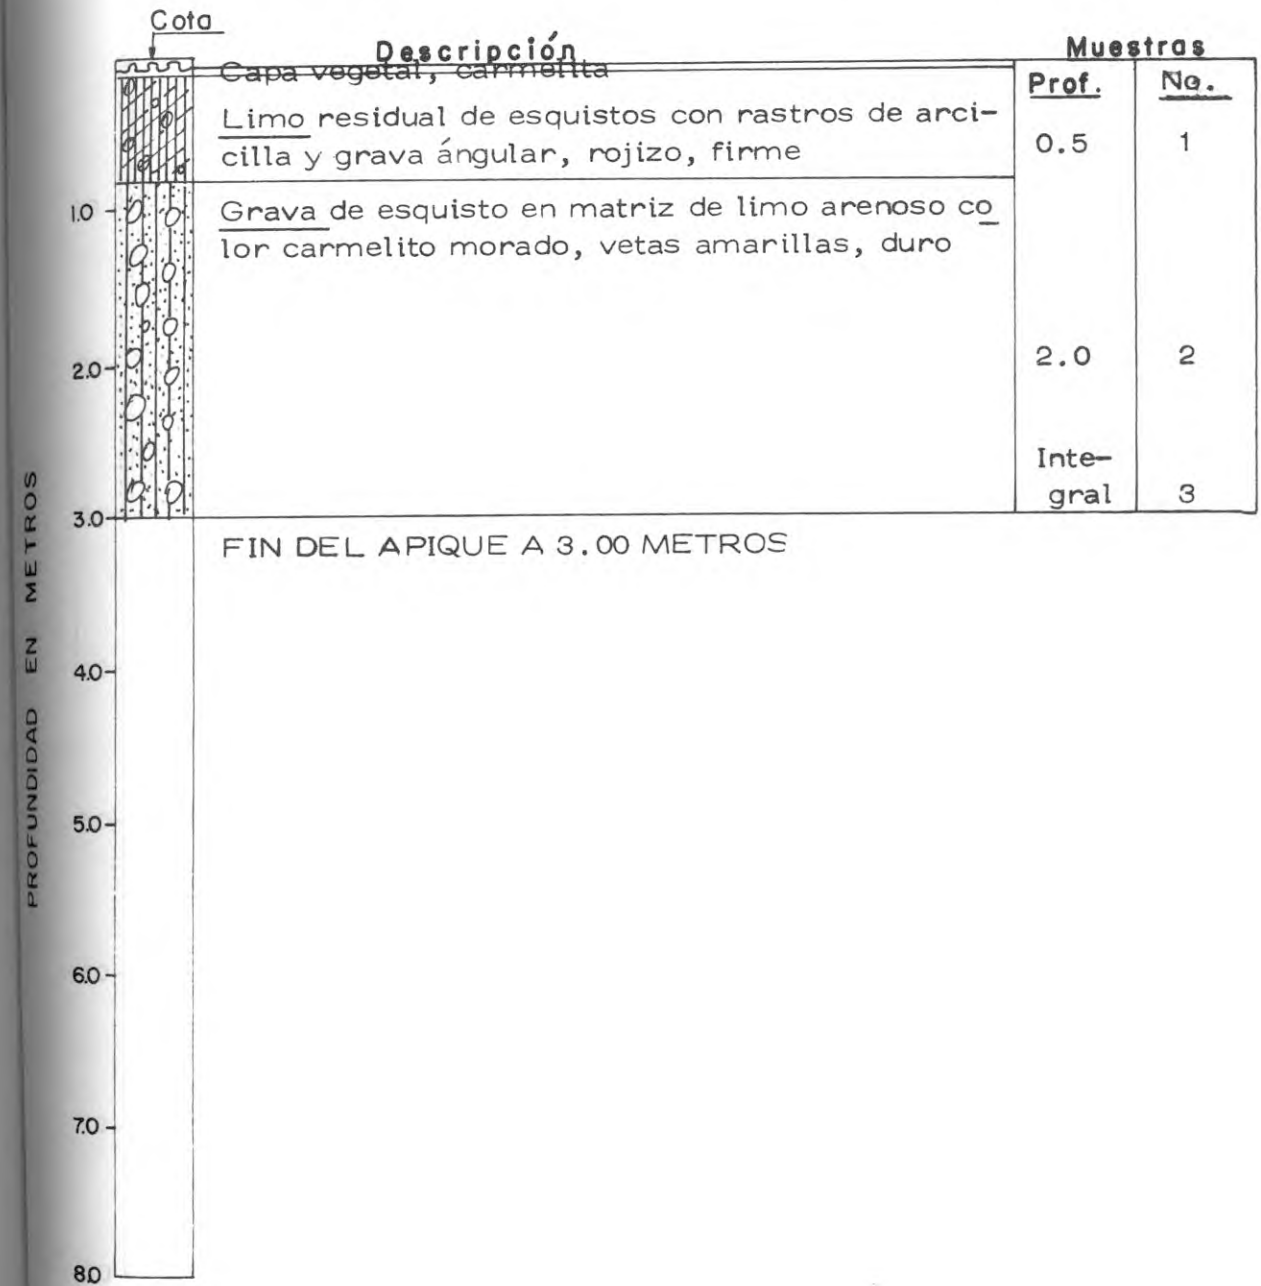 Cota
Descripción
Muestras
Capa vegetal, carmelita
Prof.
No.
Limo residual de esquistos con rastros de arci-
cilla y grava ángular, rojizo, firme
0.5
1
1.0
Grava de esquisto en matriz de limo arenoso co
lor carmelito morado, vetas amarillas, duro
2.0
2.0
2
Inte-
gral
3
3.0
FIN DEL APIQUE A 3.00 METROS
4.0
5.0
6.0
7.0
8.0
PROFUNDIDAD EN METROS